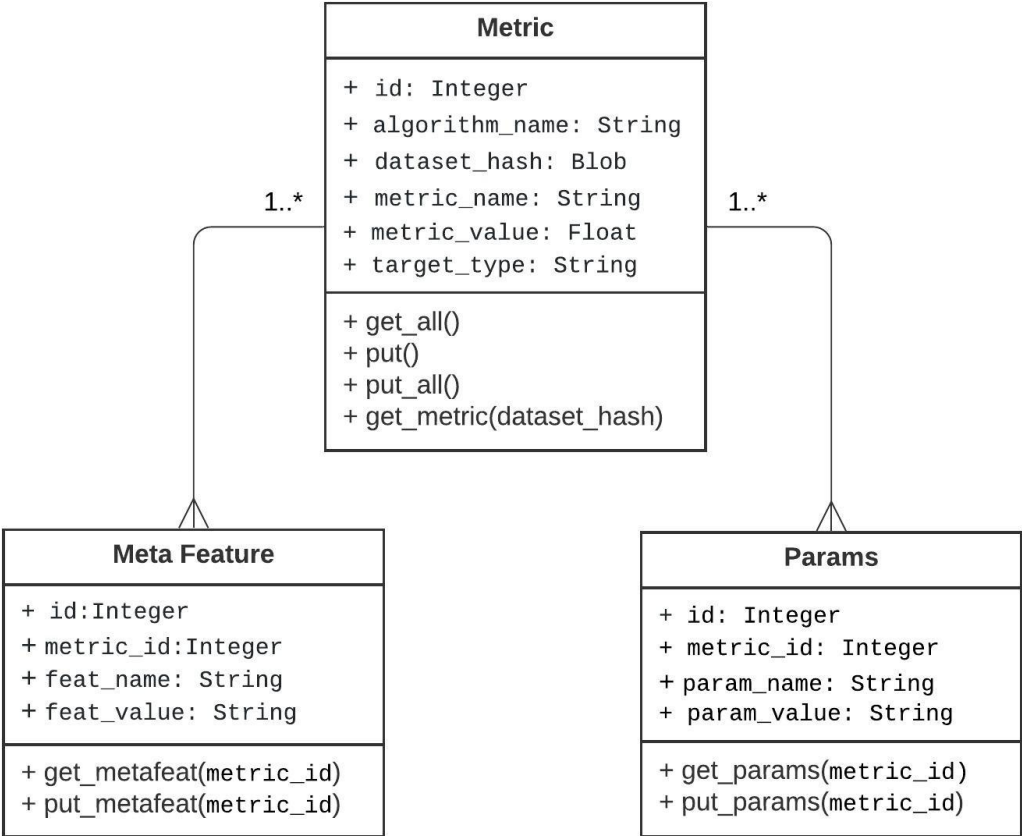 Metric
+ id: Integer
+ algorithm_name: String
+ dataset_hash: Blob
+ metric_name: String
+ metric_value: Float
+ target_type: String
+ get_all()
+ put()
+ put_all()
+ get_metric(dataset_hash)
1..*
1..*
Meta Feature
+ id:Integer
+ metric_id:Integer
+ feat_name: String
+ feat_value: String
+ get_metafeat(metric_id)
+ put_metafeat(metric_id)
Params
+ id: Integer
+ metric_id: Integer
+ param_name: String
+ param_value: String
+ get_params(metric_id)
+ put_params(metric_id)